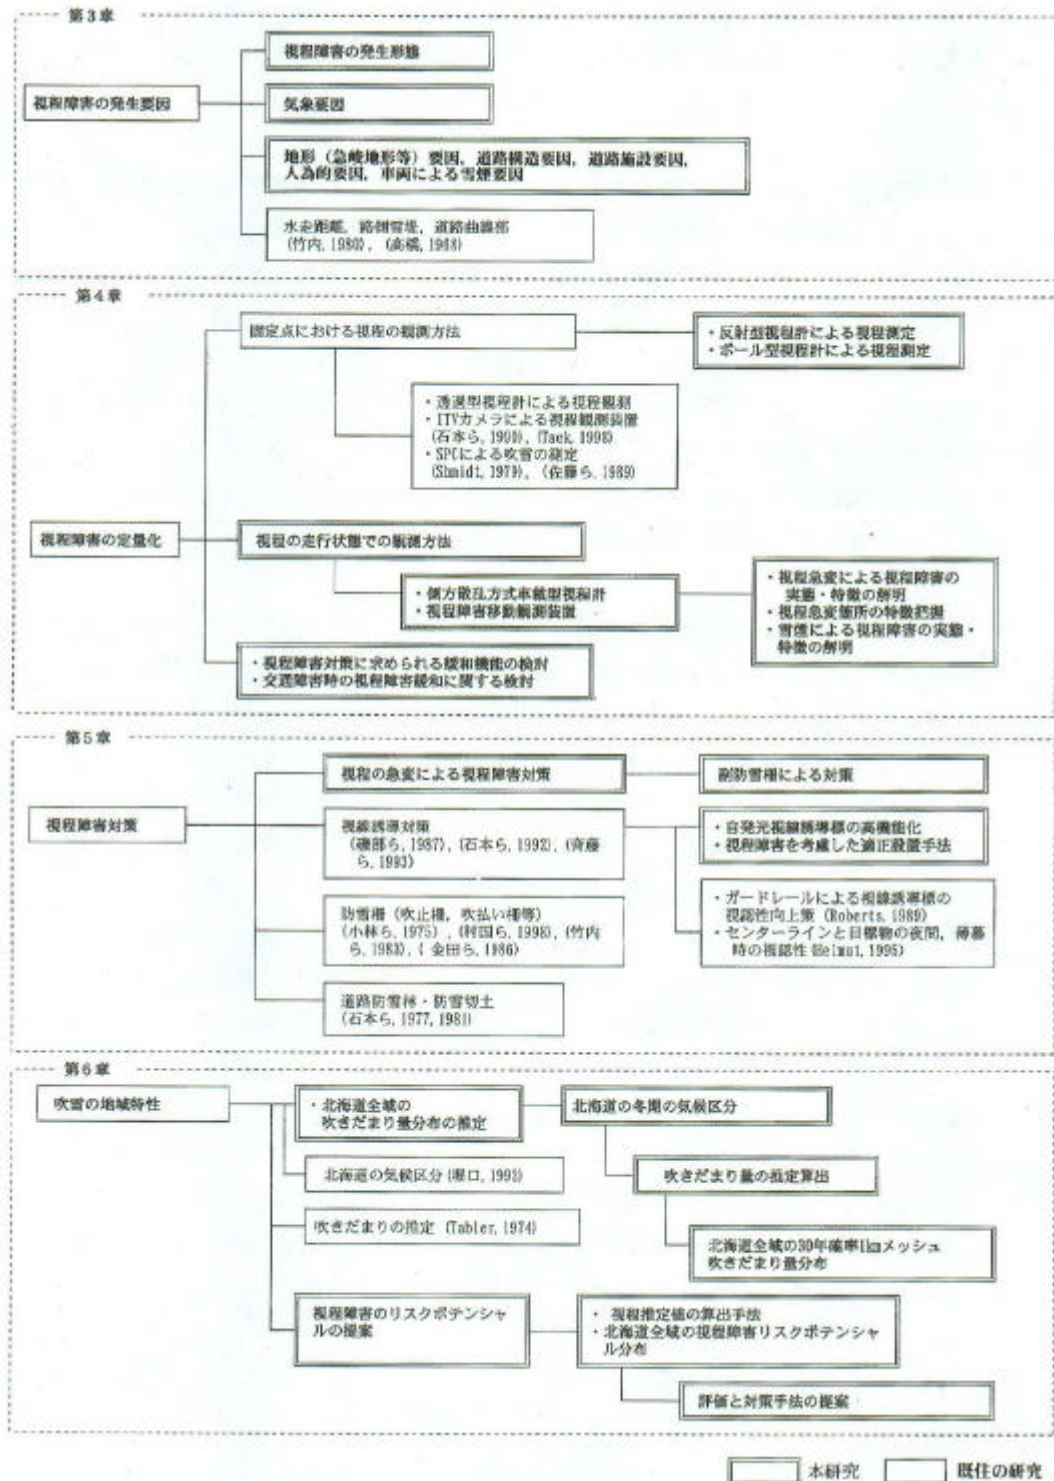 第3章
視程障害の発生形態
視程障害の発生要因
気象要因
地形（急峻地形等）要因，道路構造要因，道路施設要因，
人為的要因，車両による雪煙要因
吹走距離，路側雪堤，道路曲線部
(竹内, 1980)，(高橋, 1968)
第4章
固定点における視程の観測方法
・反射型視程計による視程測定
・ポール型視程計による視程測定
・透過型視程計による視程観測
・ITVカメラによる視程観測装置
(石本ら, 1990)，(Taek, 1998)
・SPCによる吹雪の測定
(Shmidt, 1979)，(佐藤ら, 1989)
視程障害の定量化
視程の走行状態での観測方法
・側方散乱方式車載型視程計
・視程障害移動観測装置
・視程急変による視程障害の
実態・特徴の解明
・視程急変箇所の特徴把握
・雪煙による視程障害の実態・
特徴の解明
・視程障害対策に求められる緩和機能の検討
・交通障害時の視程障害緩和に関する検討
第5章
視程の急変による視程障害対策
副防雪柵による対策
視程障害対策
視線誘導対策
(磯部ら, 1987)，(石本ら, 1992)，(斉藤
ら, 1993)
・自発光視線誘導標の高機能化
・視程障害を考慮した適正設置手法
・ガードレールによる視線誘導標の
視認性向上策 (Roberts, 1989)
・センターラインと目標物の夜間，薄暮
時の視認性 (Helmut, 1995)
防雪柵（吹止柵，吹払い柵等）
(小林ら, 1975)，(村国ら, 1998)，(竹内
ら, 1983)，( 金田ら, 1986)
道路防雪林・防雪切土
(石本ら, 1977, 1981)
第6章
吹雪の地域特性
・北海道全域の
吹きだまり量分布の推定
北海道の冬期の気候区分
北海道の気候区分 (堀口, 1992)
吹きだまり量の推定算出
吹きだまりの推定 (Tabler, 1974)
北海道全域の30年確率1kmメッシュ
吹きだまり量分布
視程障害のリスクポテンシャ
ルの提案
・ 視程推定値の算出手法
・北海道全域の視程障害リスクポテンシャ
ル分布
評価と対策手法の提案
本研究
既往の研究